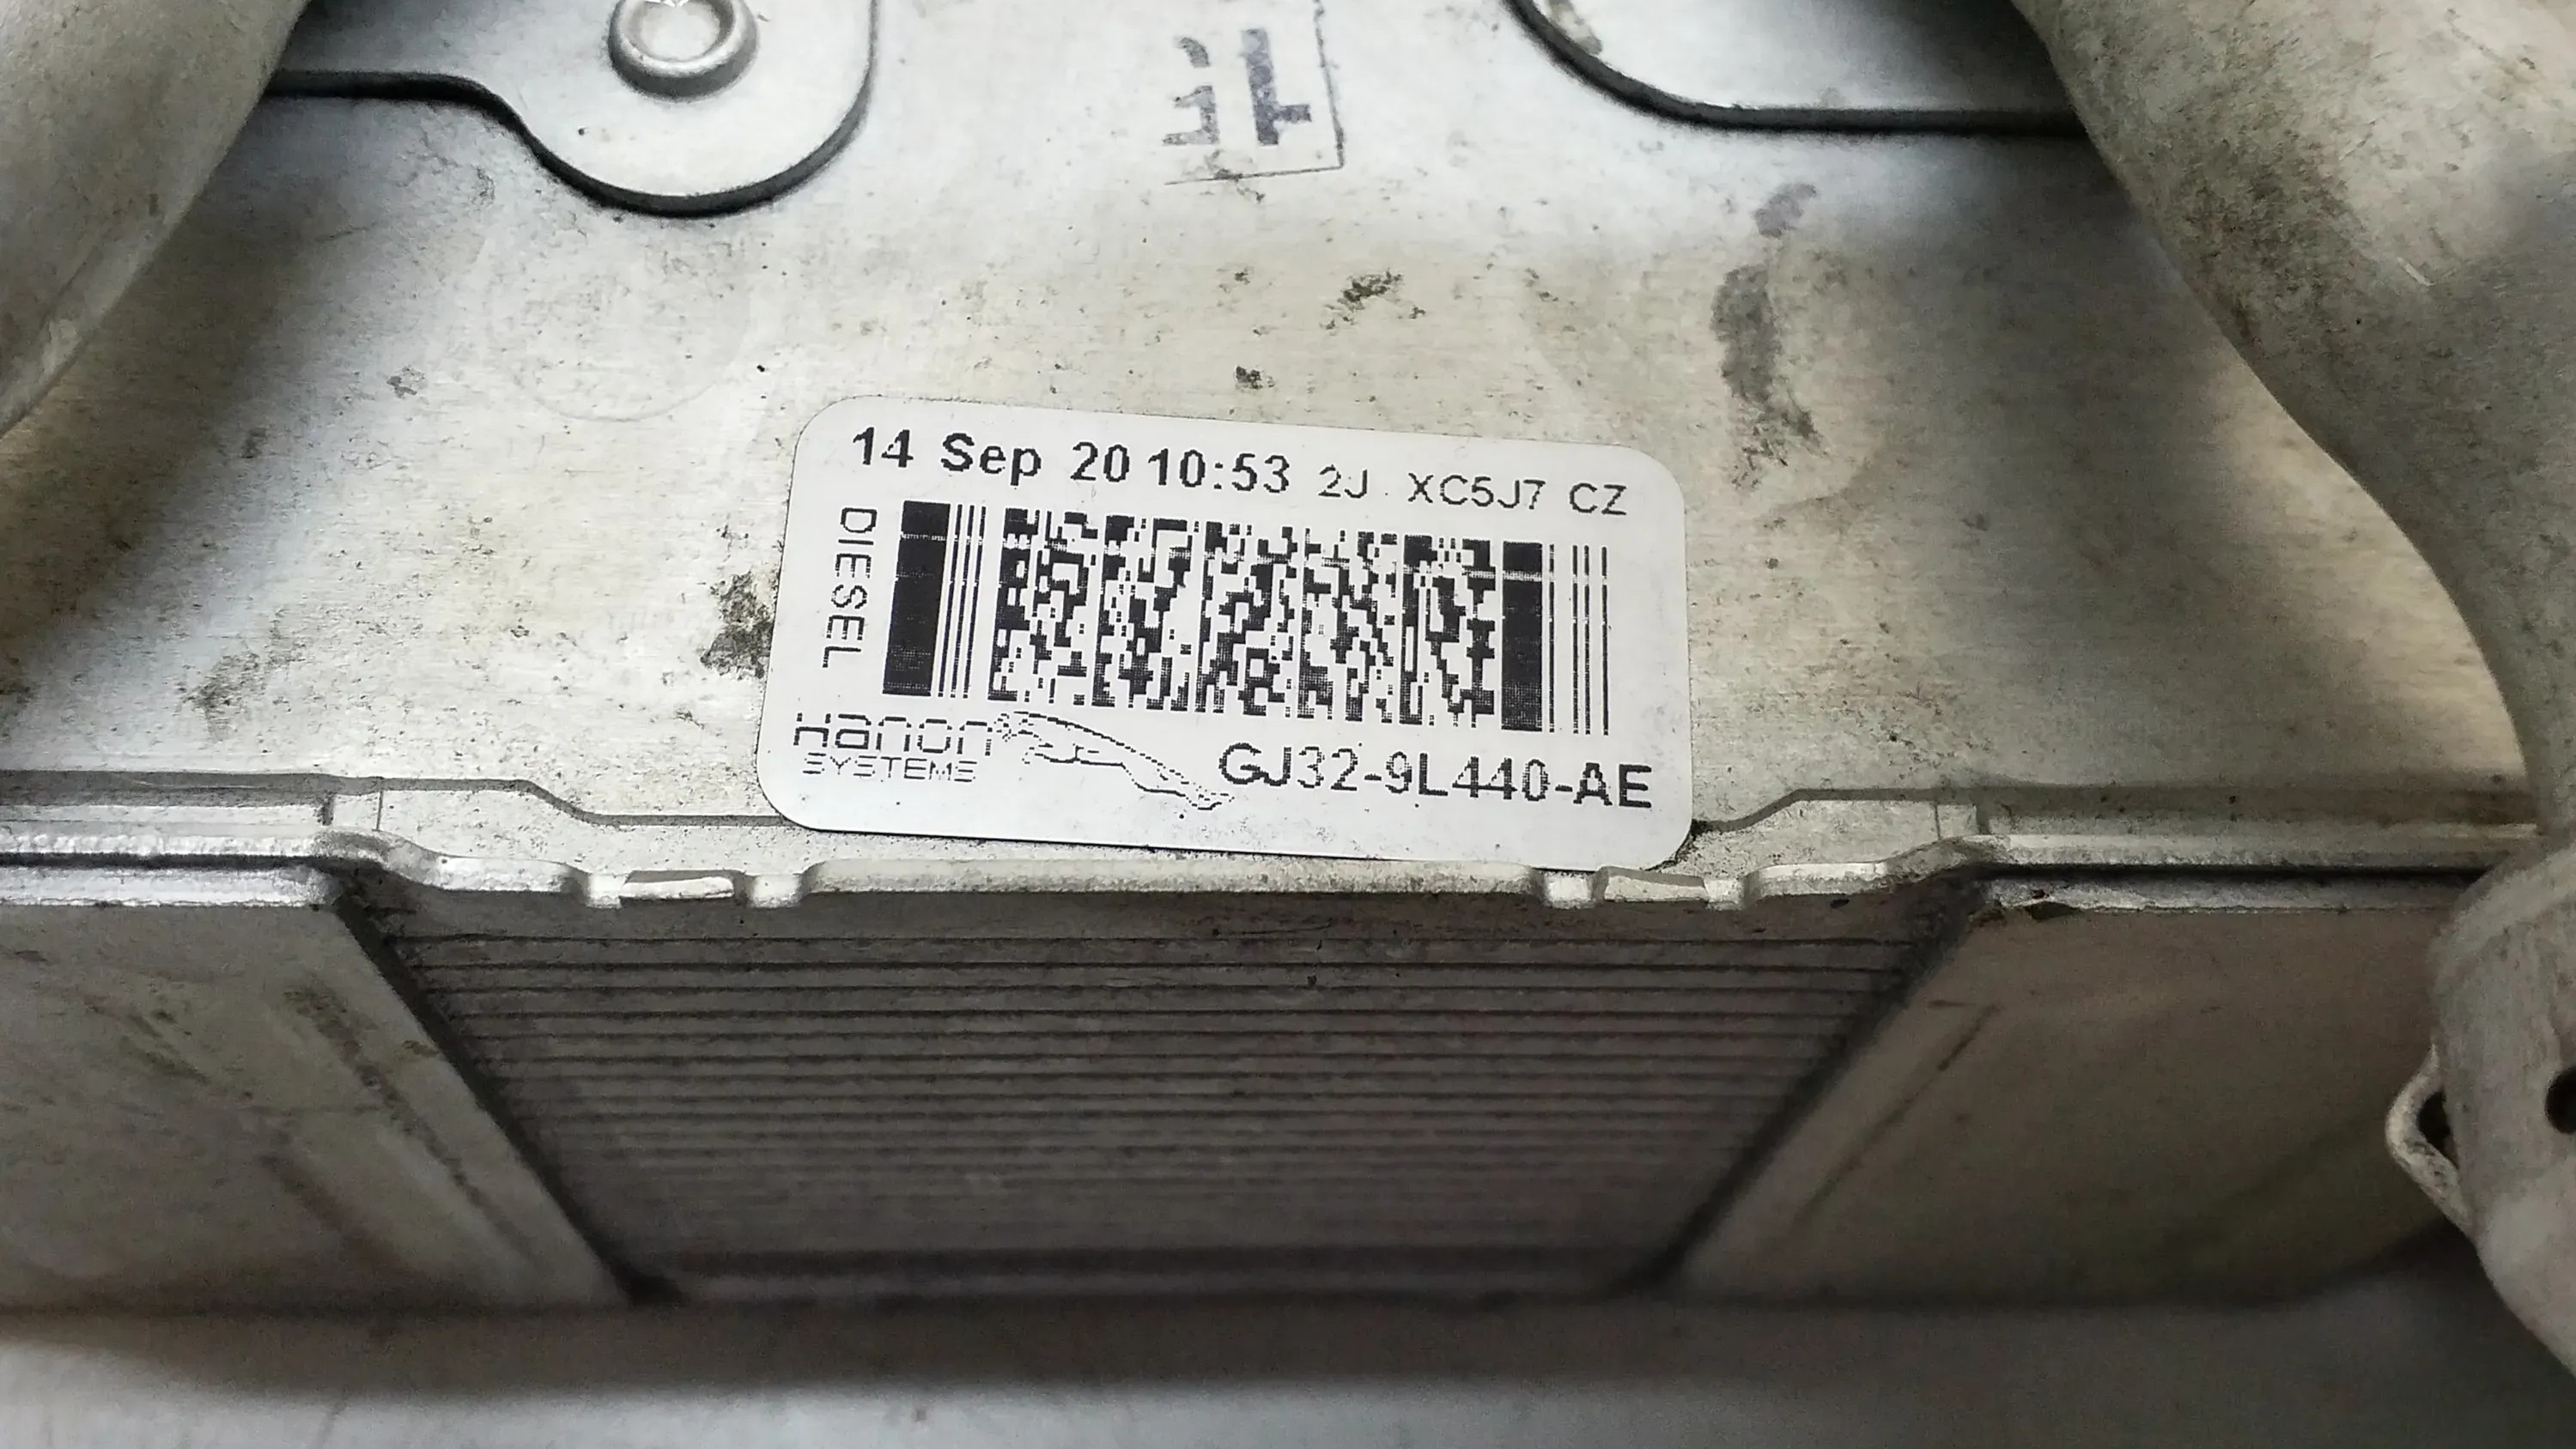 14 Sep 20 10:53 2J XC5J7 CZ
DIESEL
Hanon
SYSTEMS
GJ32-9L440-AE